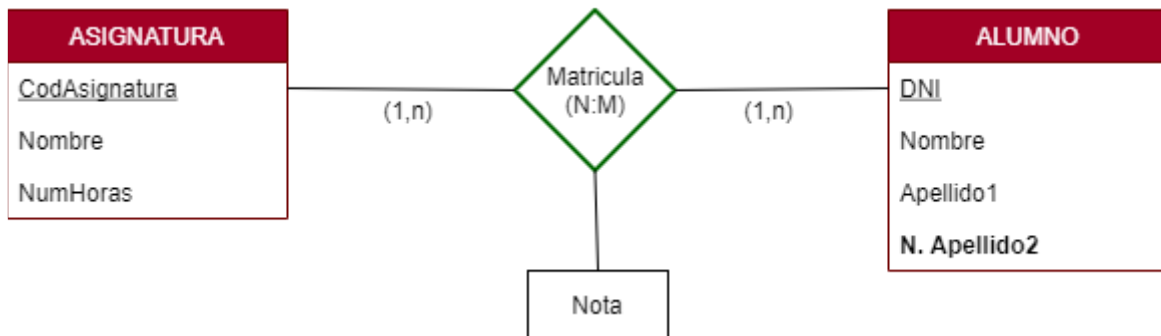 ASIGNATURA
CodAsignatura
Nombre
NumHoras
(1,n)
Matricula
(N:M)
(1,n)
Nota
ALUMNO
DNI
Nombre
Apellido1
N. Apellido2